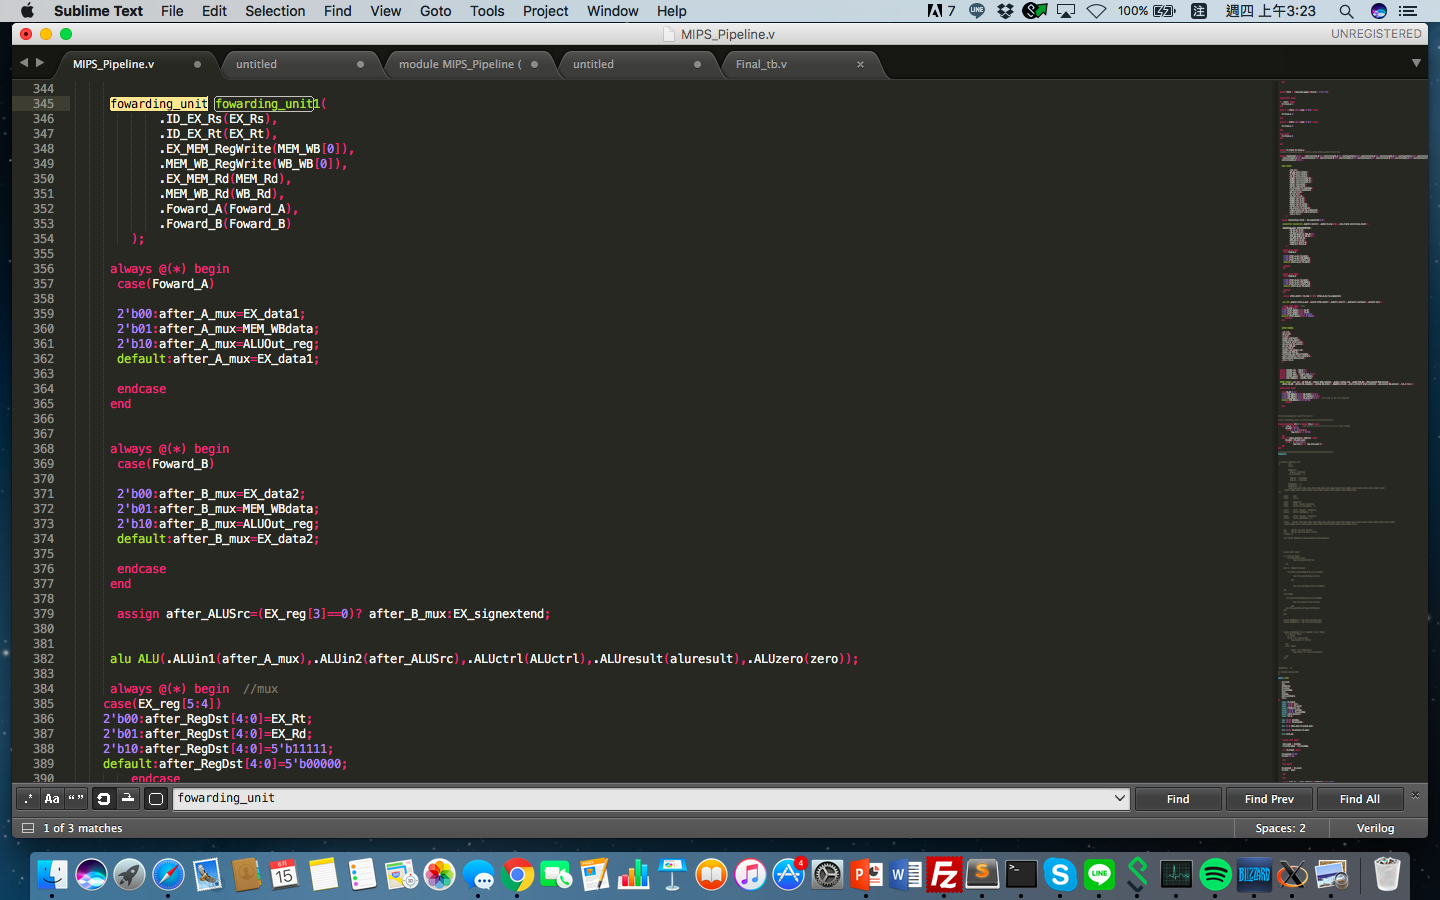 Sublime Text File Edit Selection Find View Goto Tools Project Window Help 7 LINE 100% 注 週四 上午3:23
MIPS_Pipeline.v UNREGISTERED
MIPS_Pipeline.v untitled module MIPS_Pipeline ( untitled Final_tb.v
344
345 fowarding_unit fowarding_unit1(
346 .ID_EX_Rs(EX_Rs),
347 .ID_EX_Rt(EX_Rt),
348 .EX_MEM_RegWrite(MEM_WB[0]),
349 .MEM_WB_RegWrite(WB_WB[0]),
350 .EX_MEM_Rd(MEM_Rd),
351 .MEM_WB_Rd(WB_Rd),
352 .Foward_A(Foward_A),
353 .Foward_B(Foward_B)
354 );
355
356 always @(*) begin
357 case(Foward_A)
358
359 2'b00:after_A_mux=EX_data1;
360 2'b01:after_A_mux=MEM_WBdata;
361 2'b10:after_A_mux=ALUOut_reg;
362 default:after_A_mux=EX_data1;
363
364 endcase
365 end
366
367
368 always @(*) begin
369 case(Foward_B)
370
371 2'b00:after_B_mux=EX_data2;
372 2'b01:after_B_mux=MEM_WBdata;
373 2'b10:after_B_mux=ALUOut_reg;
374 default:after_B_mux=EX_data2;
375
376 endcase
377 end
378
379 assign after_ALUSrc=(EX_reg[3]==0)? after_B_mux:EX_signextend;
380
381
382 alu ALU(.ALUin1(after_A_mux),.ALUin2(after_ALUSrc),.ALUctrl(ALUctrl),.ALUresult(aluresult),.ALUzero(zero));
383
384 always @(*) begin //mux
385 case(EX_reg[5:4])
386 2'b00:after_RegDst[4:0]=EX_Rt;
387 2'b01:after_RegDst[4:0]=EX_Rd;
388 2'b10:after_RegDst[4:0]=5'b11111;
389 default:after_RegDst[4:0]=5'b00000;
390 endcase
.* Aa “” fowarding_unit Find Find Prev Find All
1 of 3 matches Spaces: 2 Verilog
15 4 P W Fz S >_ S LINE BLIZZARD X